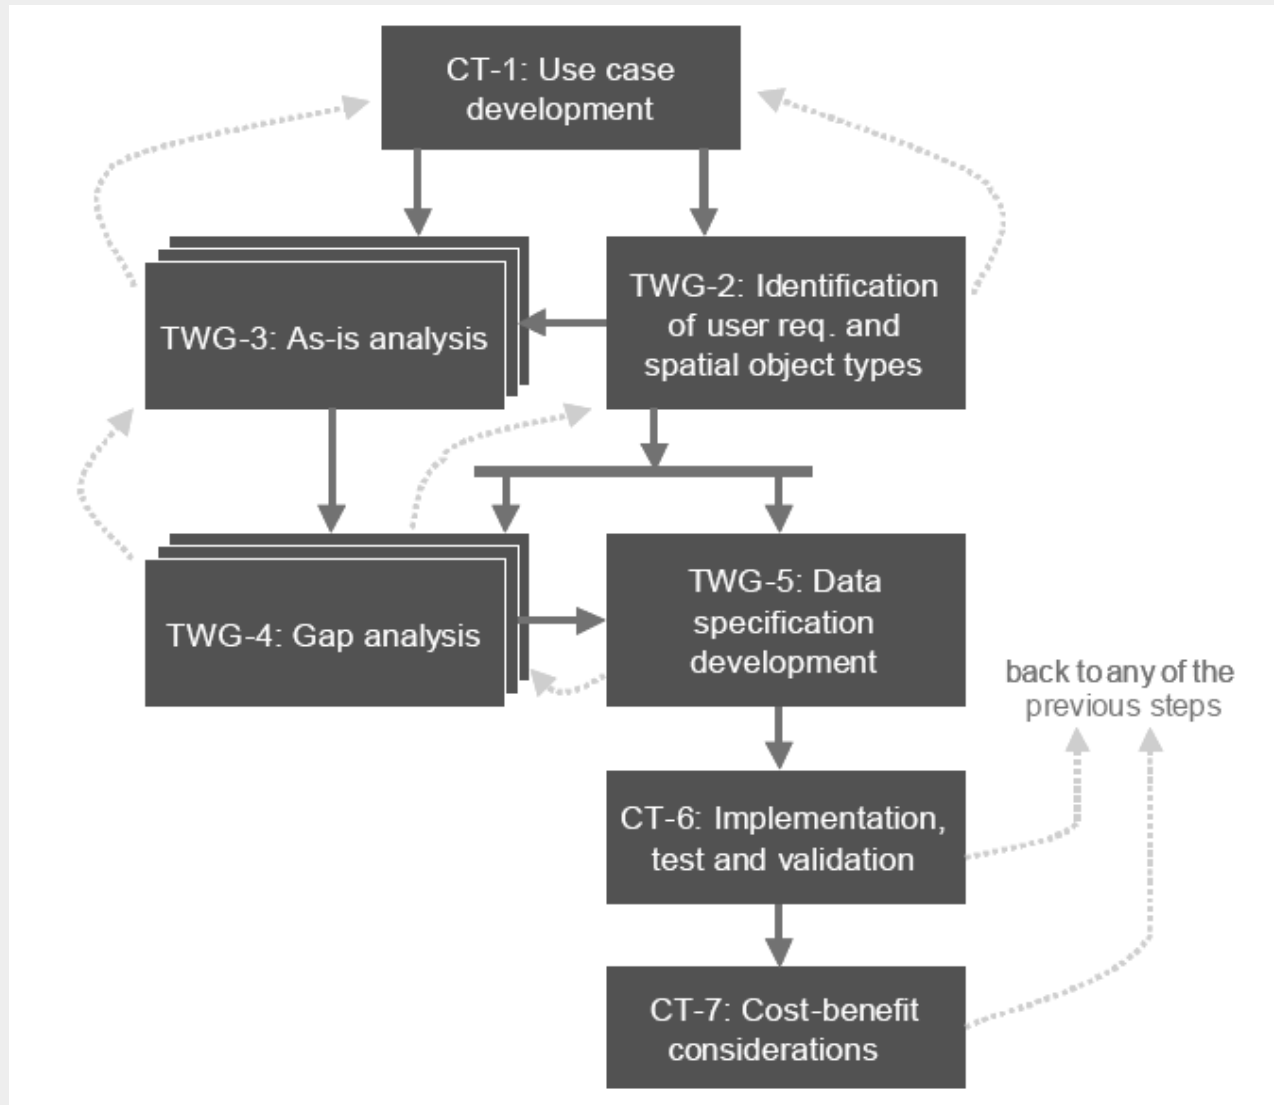 CT-1: Use case
development
TWG-3: As-is analysis
TWG-2: Identification
of user req. and
spatial object types
TWG-4: Gap analysis
TWG-5: Data
specification
development
back to any of the
previous steps
CT-6: Implementation,
test and validation
CT-7: Cost-benefit
considerations